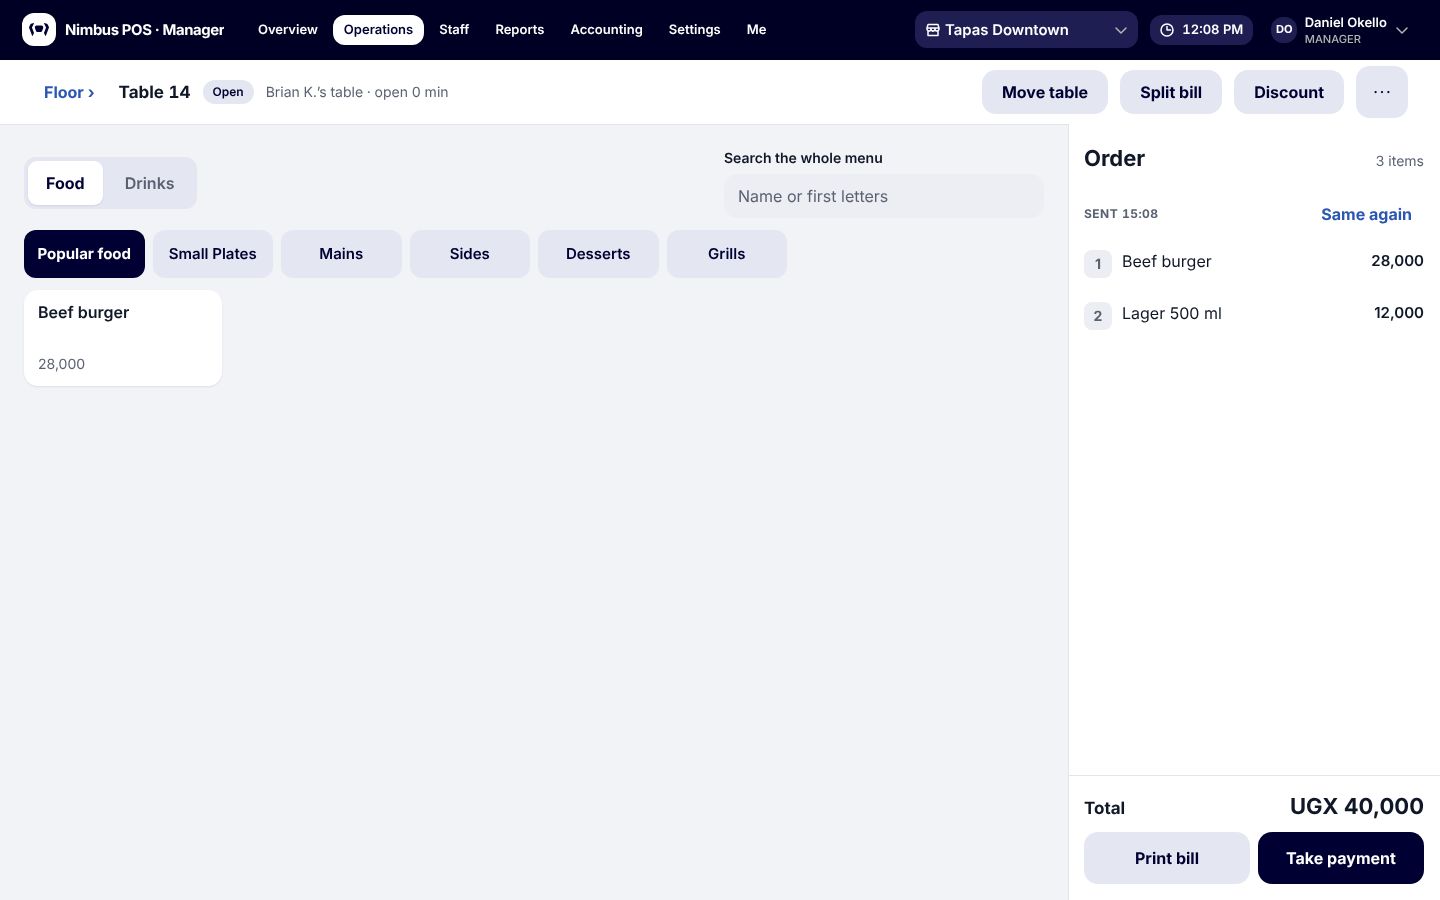 Nimbus POS · Manager
Overview
Operations
Staff
Reports
Accounting
Settings
Me
Tapas Downtown
12:08 PM
DO
Daniel Okello
MANAGER
Floor ›
Table 14
Open
Brian K.’s table · open 0 min
Move table
Split bill
Discount
···
Food
Drinks
Search the whole menu
Name or first letters
Popular food
Small Plates
Mains
Sides
Desserts
Grills
Beef burger
28,000
Order
3 items
SENT 15:08
Same again
1 Beef burger 28,000
2 Lager 500 ml 12,000
Total UGX 40,000
Print bill
Take payment